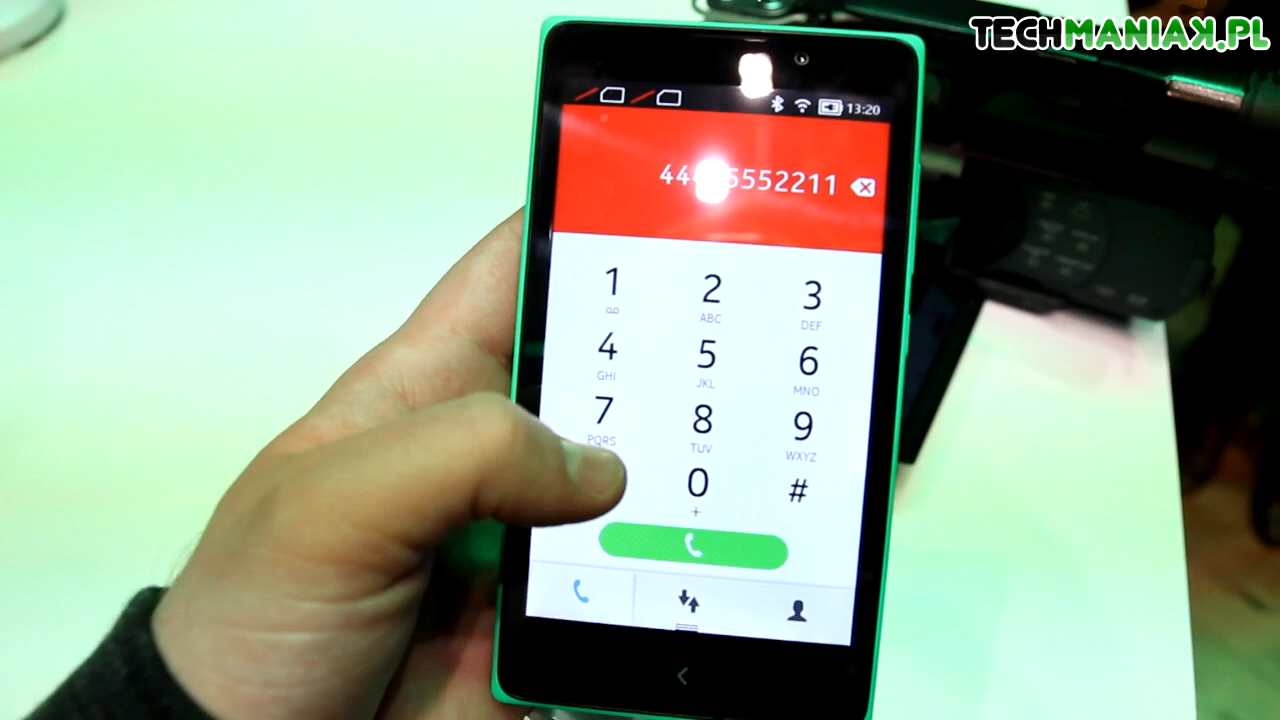 TECHMANIAK.PL
13:20
1 2 3
ABC DEF
4 5 6
GHI JKL MNO
7 8 9
PQRS TUV WXYZ
0 #
+